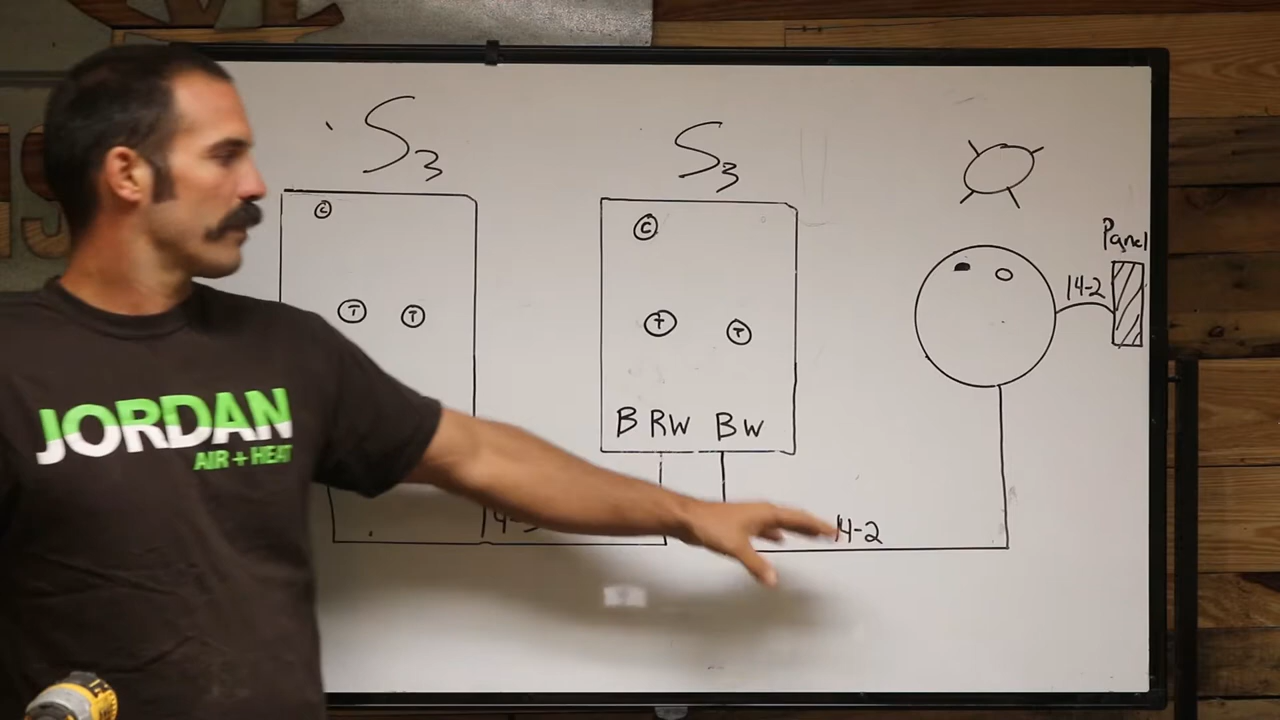 S3
S3
Panel
C
C
14-2
T T
T T
B RW BW
14-2
JORDAN
AIR + HEAT